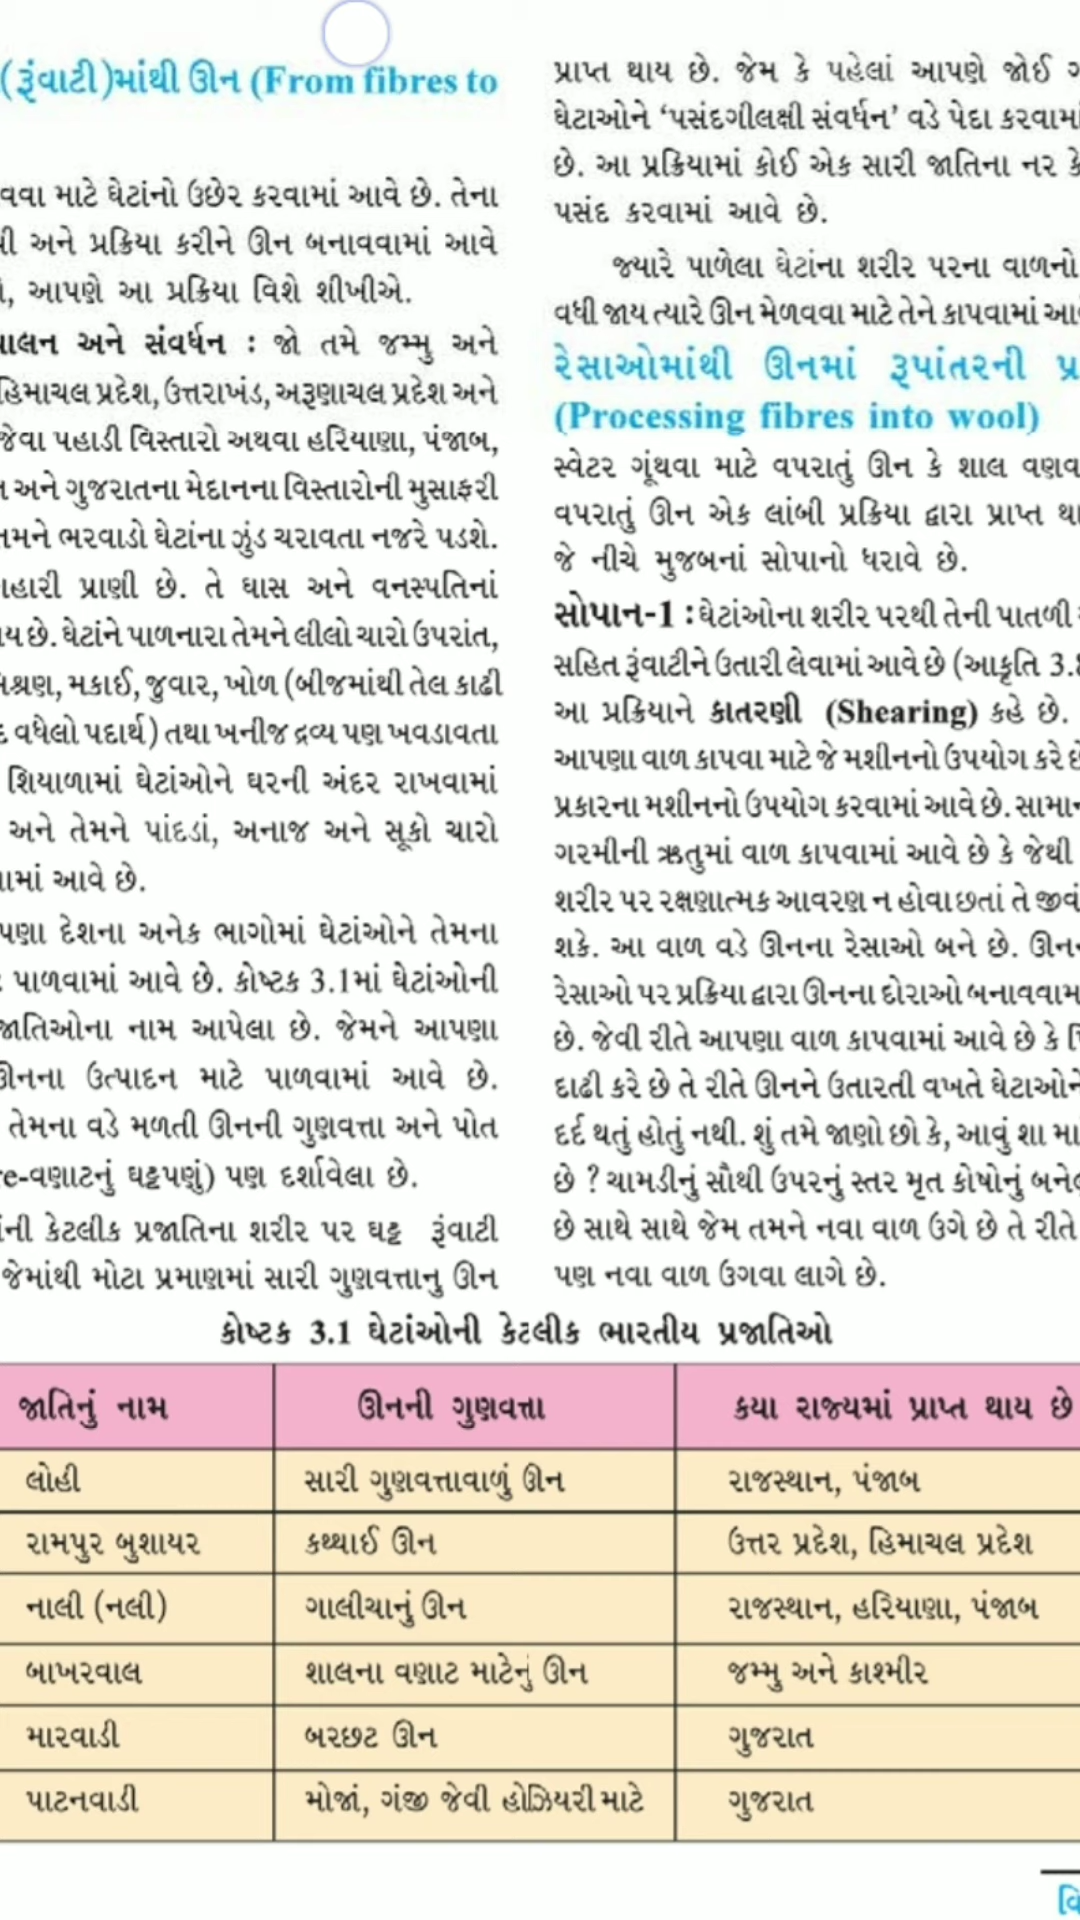 (રૂંવાટી)માંથી ઊન (From fibres to
વવા માટે ઘેટાંનો ઉછેર કરવામાં આવે છે. તેના
અને પ્રક્રિયા કરીને ઊન બનાવવામાં આવે
આપણે આ પ્રક્રિયા વિશે શીખીએ.
પાલન અને સંવર્ધન : જો તમે જમ્મુ અને
હિમાચલ પ્રદેશ, ઉત્તરાખંડ, અરૂણાચલ પ્રદેશ અને
જેવા પહાડી વિસ્તારો અથવા હરિયાણા, પંજાબ,
અને ગુજરાતના મેદાનના વિસ્તારોની મુસાફરી
તમને ભરવાડો ઘેટાંના ઝુંડ ચરાવતા નજરે પડશે.
હારી પ્રાણી છે. તે ઘાસ અને વનસ્પતિનાં
ય છે. ઘેટાંને પાળનારા તેમને લીલો ચારો ઉપરાંત,
શ્રણ, મકાઈ, જુવાર, ખોળ (બીજમાંથી તેલ કાઢી
વધેલો પદાર્થ) તથા ખનીજ દ્રવ્ય પણ ખવડાવતા
શિયાળામાં ઘેટાંઓને ઘરની અંદર રાખવામાં
અને તેમને પાંદડાં, અનાજ અને સૂકો ચારો
વામાં આવે છે.
પણા દેશના અનેક ભાગોમાં ઘેટાંઓને તેમના
પાળવામાં આવે છે. કોષ્ટક 3.1માં ઘેટાંઓની
જાતિઓના નામ આપેલા છે. જેમને આપણા
ઊનના ઉત્પાદન માટે પાળવામાં આવે છે.
તેમના વડે મળતી ઊનની ગુણવત્તા અને પોત
re-વણાટનું ઘટ્ટપણું) પણ દર્શાવેલા છે.
ની કેટલીક પ્રજાતિના શરીર પર ઘટ્ટ રૂંવાટી
જેમાંથી મોટા પ્રમાણમાં સારી ગુણવત્તાનુ ઊન
પ્રાપ્ત થાય છે. જેમ કે પહેલાં આપણે જોઈ
ઘેટાઓને ‘પસંદગીલક્ષી સંવર્ધન’ વડે પેદા કરવામાં
છે. આ પ્રક્રિયામાં કોઈ એક સારી જાતિના નર કે
પસંદ કરવામાં આવે છે.
જ્યારે પાળેલા ઘેટાંના શરીર પરના વાળનો
વધી જાય ત્યારે ઊન મેળવવા માટે તેને કાપવામાં આવ
રેસાઓમાંથી ઊનમાં રૂપાંતરની પ્ર
(Processing fibres into wool)
સ્વેટર ગૂંથવા માટે વપરાતું ઊન કે શાલ વણવ
વપરાતું ઊન એક લાંબી પ્રક્રિયા દ્વારા પ્રાપ્ત થા
જે નીચે મુજબનાં સોપાનો ધરાવે છે.
સોપાન-1 : ઘેટાંઓના શરીર પરથી તેની પાતળી
સહિત રૂંવાટીને ઉતારી લેવામાં આવે છે (આકૃતિ 3.8
આ પ્રક્રિયાને કાતરણી (Shearing) કહે છે.
આપણા વાળ કાપવા માટે જે મશીનનો ઉપયોગ કરે છે
પ્રકારના મશીનનો ઉપયોગ કરવામાં આવે છે. સામાન
ગરમીની ઋતુમાં વાળ કાપવામાં આવે છે કે જેથી
શરીર પર રક્ષણાત્મક આવરણ ન હોવા છતાં તે જીવં
શકે. આ વાળ વડે ઊનના રેસાઓ બને છે. ઊન
રેસાઓ પર પ્રક્રિયા દ્વારા ઊનના દોરાઓ બનાવવામ
છે. જેવી રીતે આપણા વાળ કાપવામાં આવે છે કે
દાઢી કરે છે તે રીતે ઊનને ઉતારતી વખતે ઘેટાઓને
દર્દ થતું હોતું નથી. શું તમે જાણો છો કે, આવું શા મા
છે ? ચામડીનું સૌથી ઉપરનું સ્તર મૃત કોષોનું બનેલ
છે સાથે સાથે જેમ તમને નવા વાળ ઉગે છે તે રીતે
પણ નવા વાળ ઉગવા લાગે છે.
કોષ્ટક 3.1 ઘેટાંઓની કેટલીક ભારતીય પ્રજાતિઓ
જાતિનું નામ ઊનની ગુણવત્તા કયા રાજ્યમાં પ્રાપ્ત થાય છે
લોહી સારી ગુણવત્તાવાળું ઊન રાજસ્થાન, પંજાબ
રામપુર બુશાયર કથ્થાઈ ઊન ઉત્તર પ્રદેશ, હિમાચલ પ્રદેશ
નાલી (નલી) ગાલીચાનું ઊન રાજસ્થાન, હરિયાણા, પંજાબ
બાખરવાલ શાલના વણાટ માટેનું ઊન જમ્મુ અને કાશ્મીર
મારવાડી બરછટ ઊન ગુજરાત
પાટનવાડી મોજાં, ગંજી જેવી હોઝિયરી માટે ગુજરાત
વિ